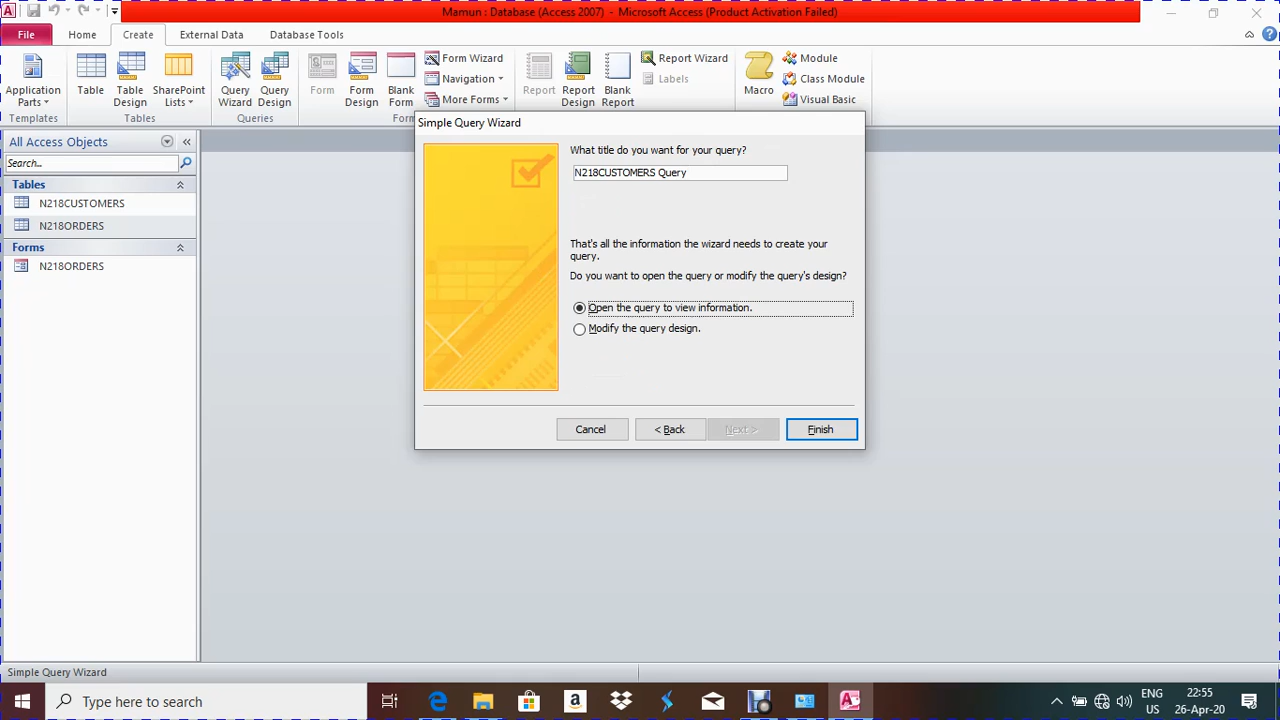 Mamun : Database (Access 2007) - Microsoft Access (Product Activation Failed)
File Home Create External Data Database Tools
Application Parts
Table
Table Design
SharePoint Lists
Query Wizard
Query Design
Form
Form Design
Blank Form
Form Wizard
Navigation
More Forms
Report
Report Design
Blank Report
Report Wizard
Labels
Macro
Module
Class Module
Visual Basic
Templates Tables Queries For
All Access Objects
Search...
Tables
N218CUSTOMERS
N218ORDERS
Forms
N218ORDERS
Simple Query Wizard
What title do you want for your query?
N218CUSTOMERS Query
That's all the information the wizard needs to create your
query.
Do you want to open the query or modify the query's design?
Open the query to view information.
Modify the query design.
Cancel < Back Next > Finish
Simple Query Wizard
Type here to search
ENG
US
22:55
26-Apr-20